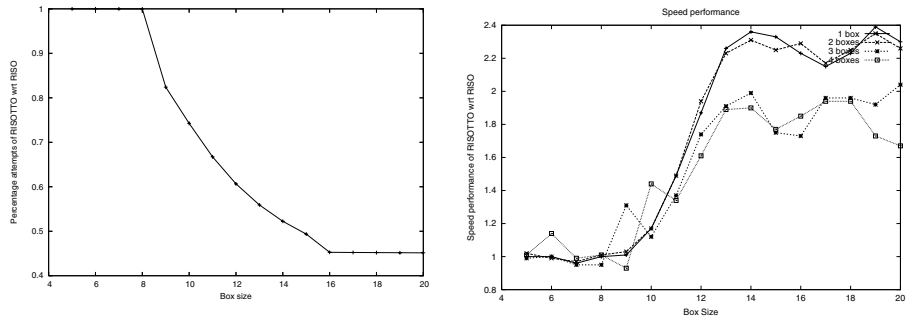 Percentage attempts of RISOTTO wrt RISO
1
0.9
0.8
0.7
0.6
0.5
0.4
4 6 8 10 12 14 16 18 20
Box size
Speed performance
Speed performance of RISOTTO wrt RISO
2.4
2.2
2
1.8
1.6
1.4
1.2
1
0.8
4 6 8 10 12 14 16 18 20
Box Size
1 box
2 boxes
3 boxes
4 boxes